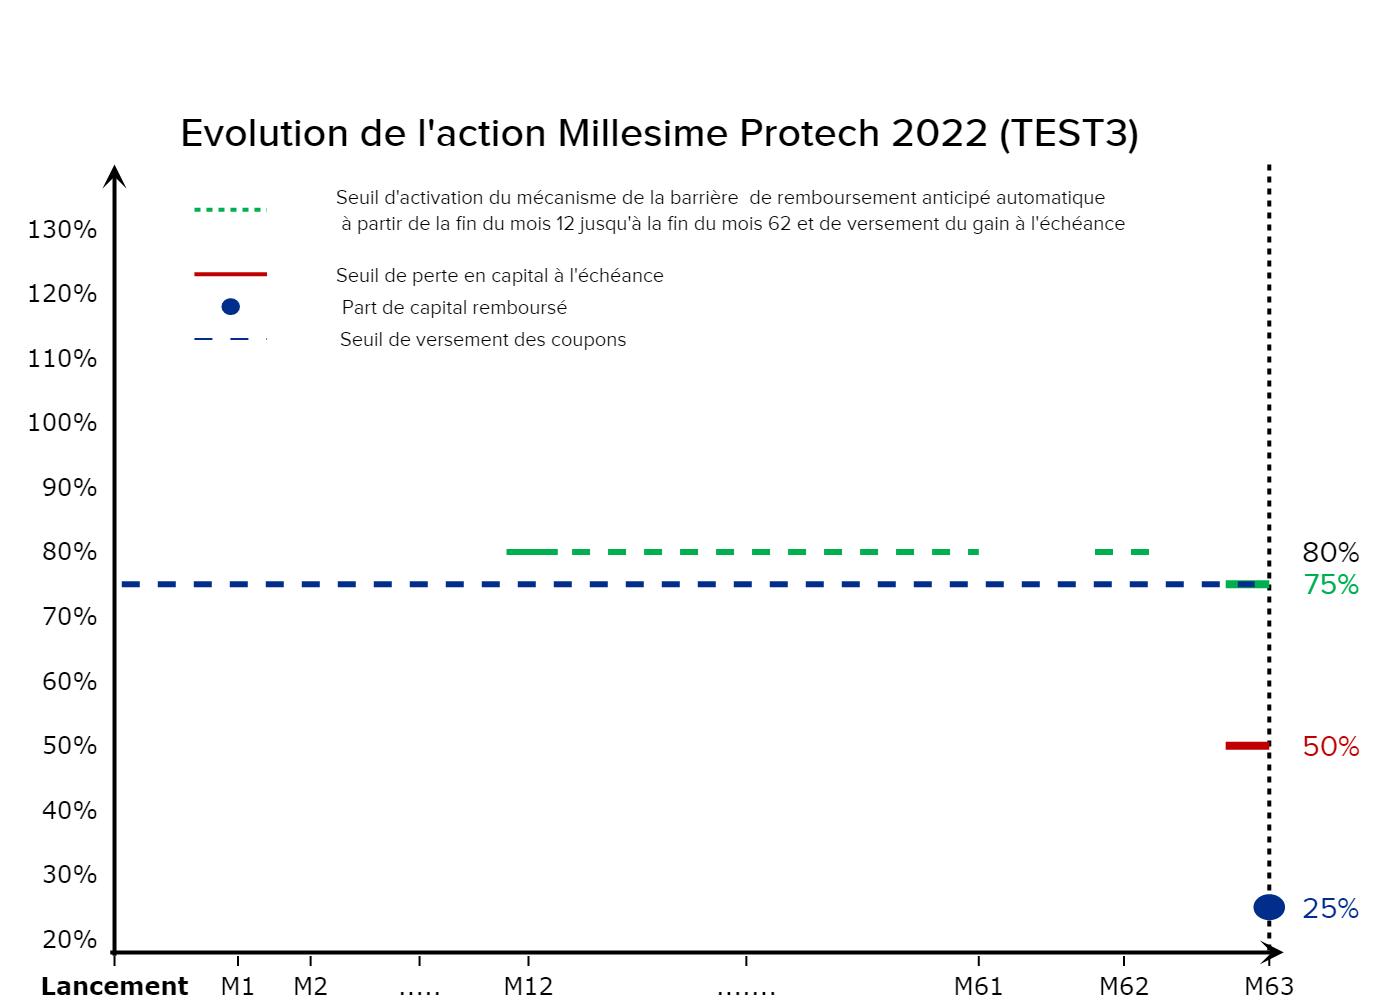 Evolution de l'action Millesime Protech 2022 (TEST3)
Seuil d'activation du mécanisme de la barrière  de remboursement anticipé automatique
à partir de la fin du mois 12 jusqu'à la fin du mois 62 et de versement du gain à l'échéance
Seuil de perte en capital à l'échéance
Part de capital remboursé
Seuil de versement des coupons
130%
120%
110%
100%
90%
80%
70%
60%
50%
40%
30%
20%
80%
75%
50%
25%
Lancement M1 M2 ..... M12 ....... M61 M62 M63